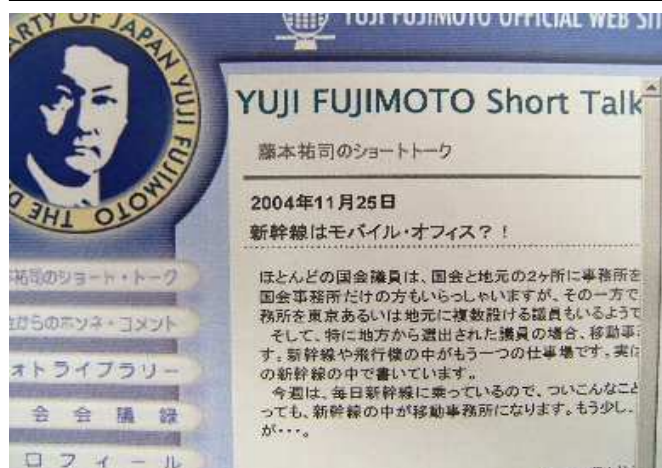 YUJI FUJIMOTO OFFICIAL WEB SIT
PARTY OF JAPAN YUJI FUJIMOTO THE D
YUJI FUJIMOTO Short Talk
藤本祐司のショートトーク
2004年11月25日
新幹線はモバイル・オフィス?!
ほとんどの国会議員は、国会と地元の2ヶ所に事務所を
国会事務所だけの方もいらっしゃいますが、その一方で
務所を東京あるいは地元に複数設ける議員もいるようで
そして、特に地方から選出された議員の場合、移動事
す。新幹線や飛行機の中がもう一つの仕事場です。実に
の新幹線の中で書いています。
今週は、毎日新幹線に乗っているので、ついこんなこと
っても、新幹線の中が移動事務所になります。もう少し、
が・・・。
祐司のショート・トーク
からのホンネ・コメント
ォトライブラリー
会会議録
ロフィール